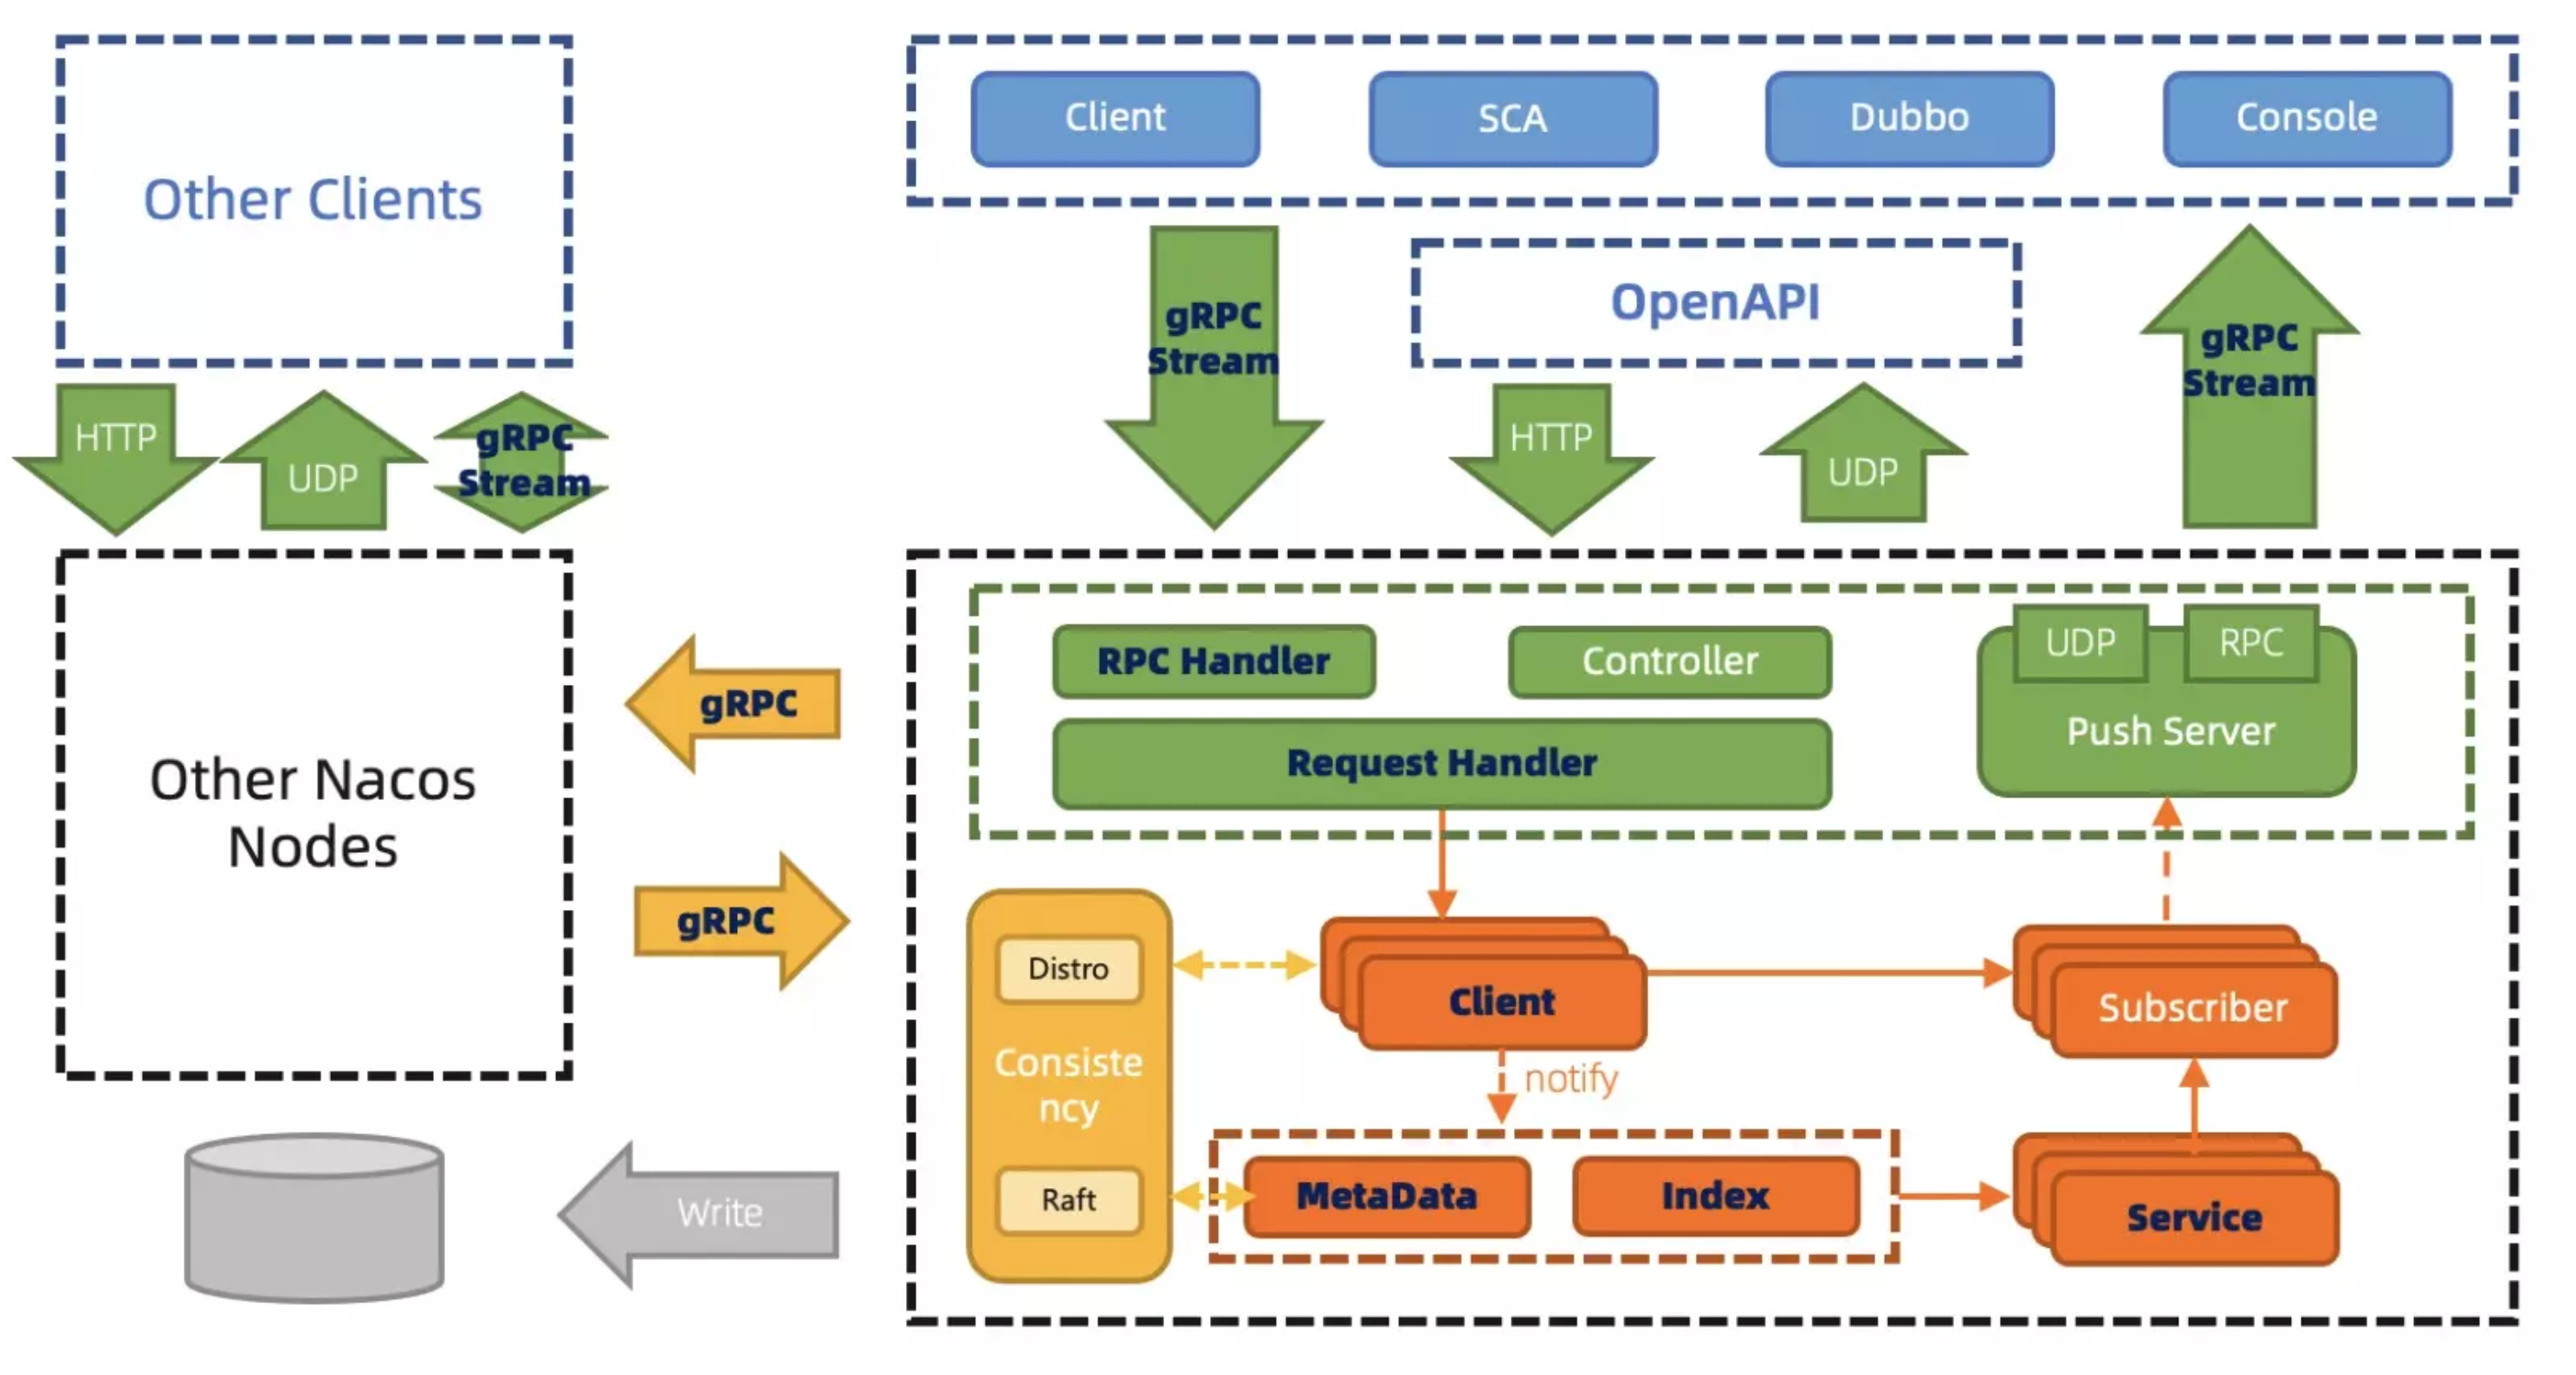 Other Clients
Client
SCA
Dubbo
Console
OpenAPI
gRPC
Stream
gRPC
Stream
HTTP
UDP
gRPC
Stream
HTTP
UDP
Other Nacos
Nodes
gRPC
gRPC
Write
RPC Handler
Controller
Request Handler
UDP
RPC
Push Server
Distro
Consiste
ncy
Raft
Client
notify
Subscriber
MetaData
Index
Service